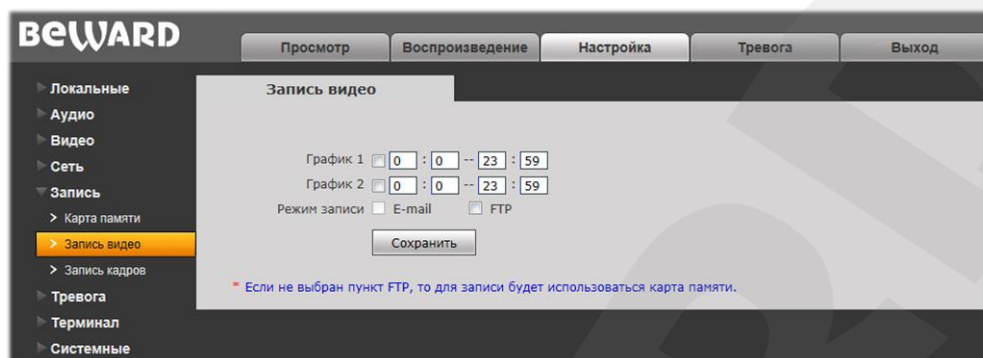 BEWARD
Просмотр Воспроизведение Настройка Тревога Выход
Локальные
Аудио
Видео
Сеть
Запись
> Карта памяти
> Запись видео
> Запись кадров
Тревога
Терминал
Системные
Запись видео
График 1 0 : 0 -- 23 : 59
График 2 0 : 0 -- 23 : 59
Режим записи E-mail FTP
Сохранить
* Если не выбран пункт FTP, то для записи будет использоваться карта памяти.